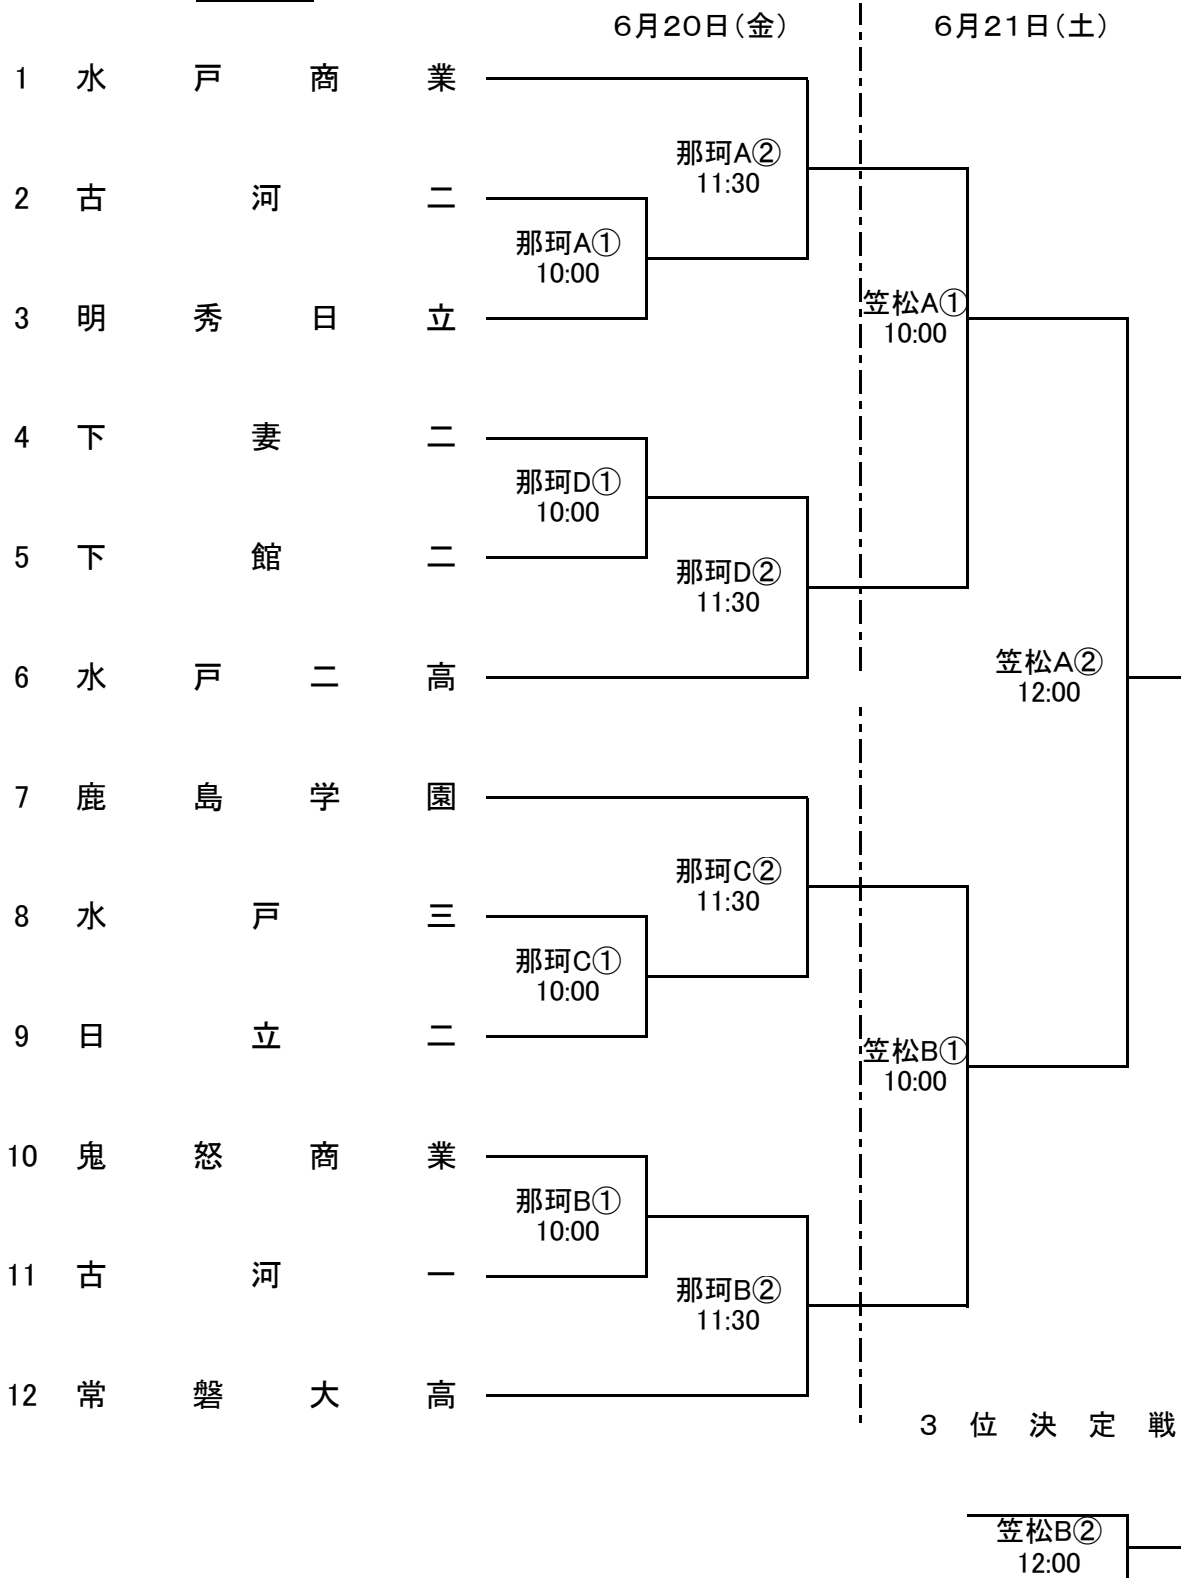 6月20日(金) 6月21日(土)
1 水戸商業
那珂A②
11:30
2 古河二
那珂A①
10:00
笠松A①
10:00
3 明秀日立
4 下妻二
那珂D①
10:00
5 下館二
那珂D②
11:30
6 水戸二高
笠松A②
12:00
7 鹿島学園
那珂C②
11:30
8 水戸三
那珂C①
10:00
9 日立二
笠松B①
10:00
10 鬼怒商業
那珂B①
10:00
11 古河一
那珂B②
11:30
12 常磐大高
3位決定戦
笠松B②
12:00